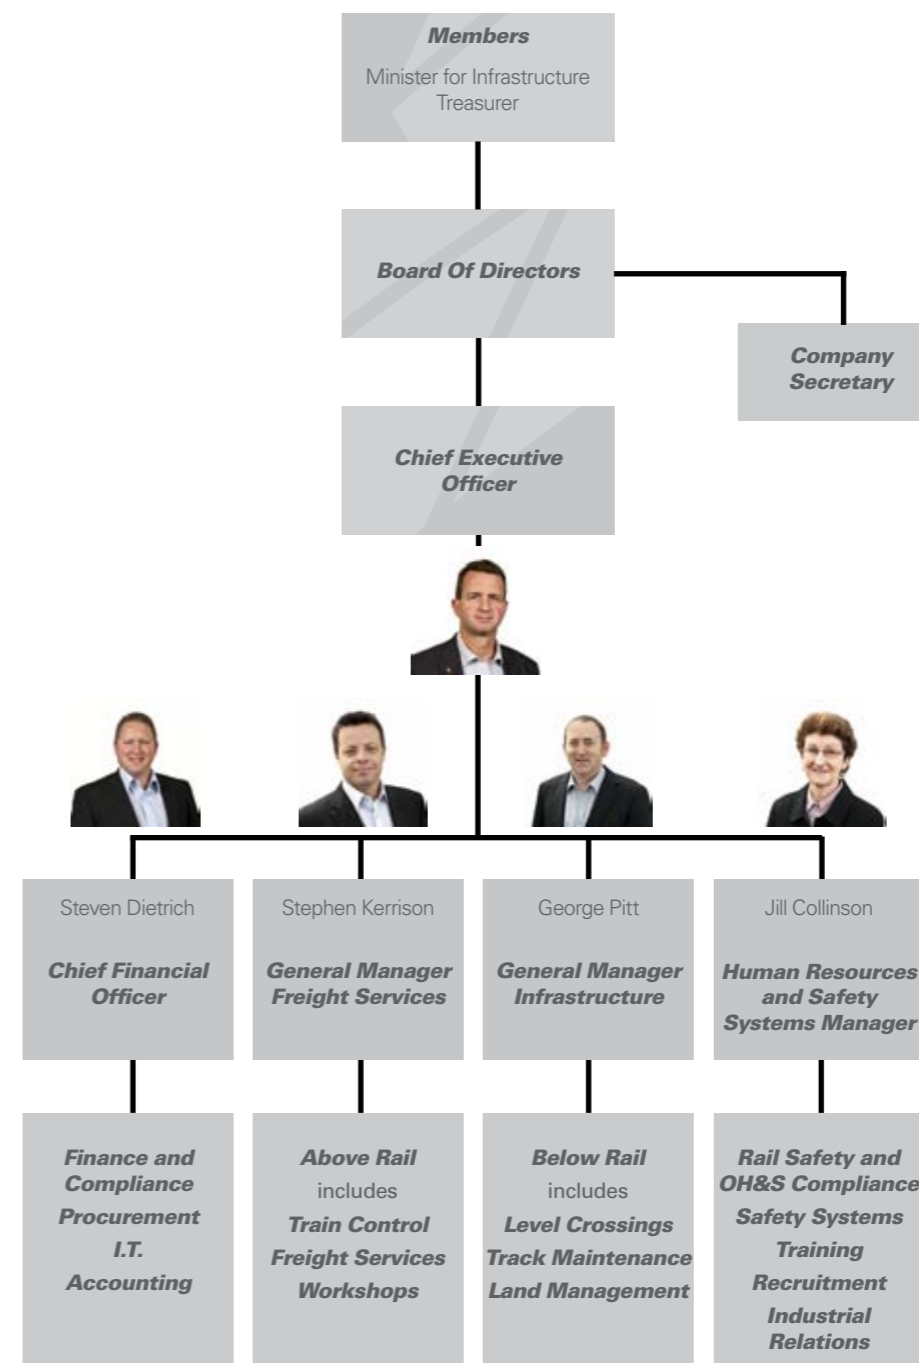 Members
Minister for Infrastructure
Treasurer
Board Of Directors
Company
Secretary
Chief Executive
Officer
Steven Dietrich
Chief Financial
Officer
Stephen Kerrison
General Manager
Freight Services
George Pitt
General Manager
Infrastructure
Jill Collinson
Human Resources
and Safety
Systems Manager
Finance and
Compliance
Procurement
I.T.
Accounting
Above Rail
includes
Train Control
Freight Services
Workshops
Below Rail
includes
Level Crossings
Track Maintenance
Land Management
Rail Safety and
OH&S Compliance
Safety Systems
Training
Recruitment
Industrial
Relations